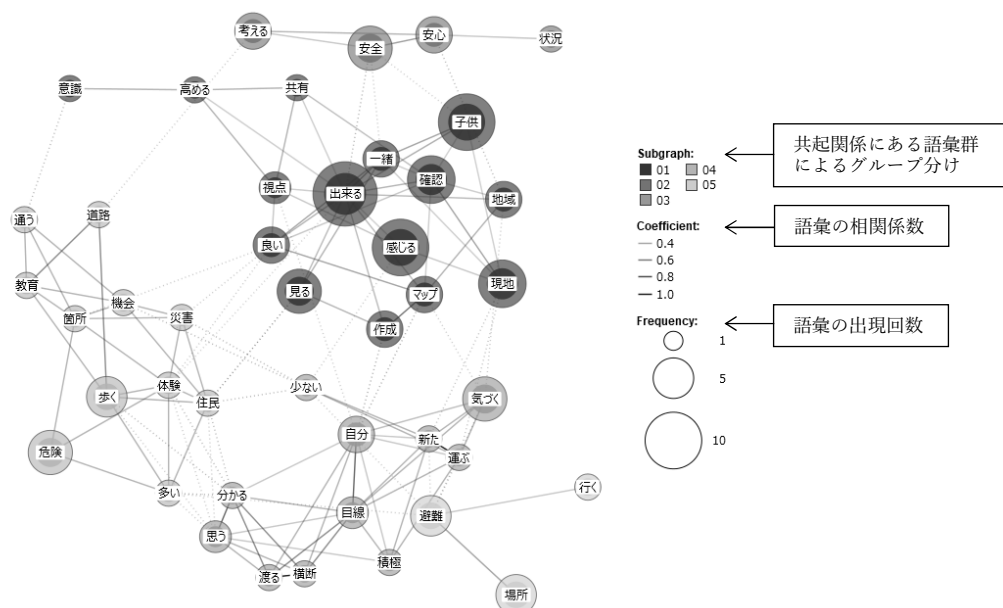 考える
安全
安心
状況
意識
高める
共有
子供
一緒
確認
出来る
視点
地域
通う
道路
良い
感じる
教育
見る
マップ
現地
機会
箇所
災害
作成
歩く
体験
住民
少ない
気づく
危険
自分
新た
運ぶ
多い
分かる
行く
目線
避難
思う
積極
渡る
横断
場所
Subgraph:
01
04
02
05
03
Coefficient:
0.4
0.6
0.8
1.0
Frequency:
1
5
10
共起関係にある語彙群
によるグループ分け
語彙の相関係数
語彙の出現回数